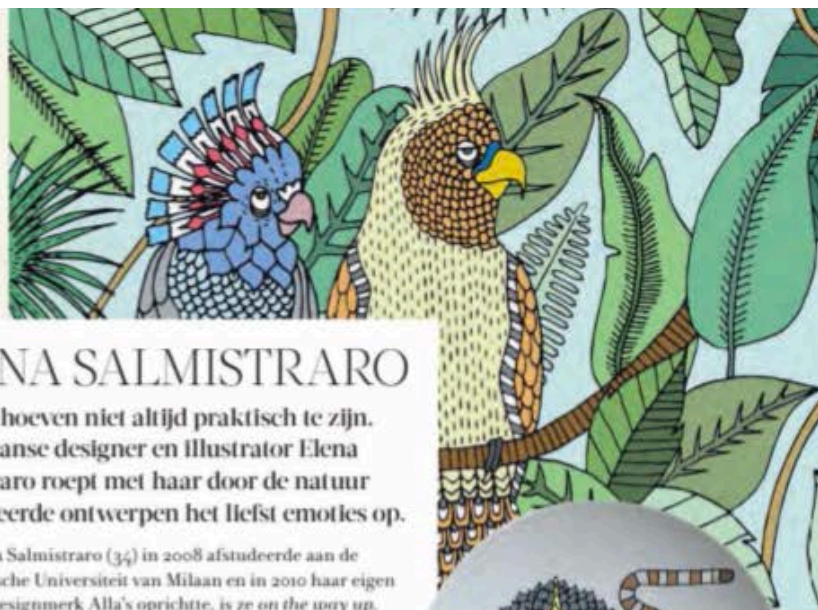 NA SALMISTRARO
hoeven niet altijd praktisch te zijn.
anse designer en illustrator Elena
aro roept met haar door de natuur
eerde ontwerpen het liefst emoties op.
Salmistraro (34) in 2008 afstudeerde aan de
sche Universiteit van Milaan en in 2010 haar eigen
esignmerk Alla's oprichtte, is ze on the way up.